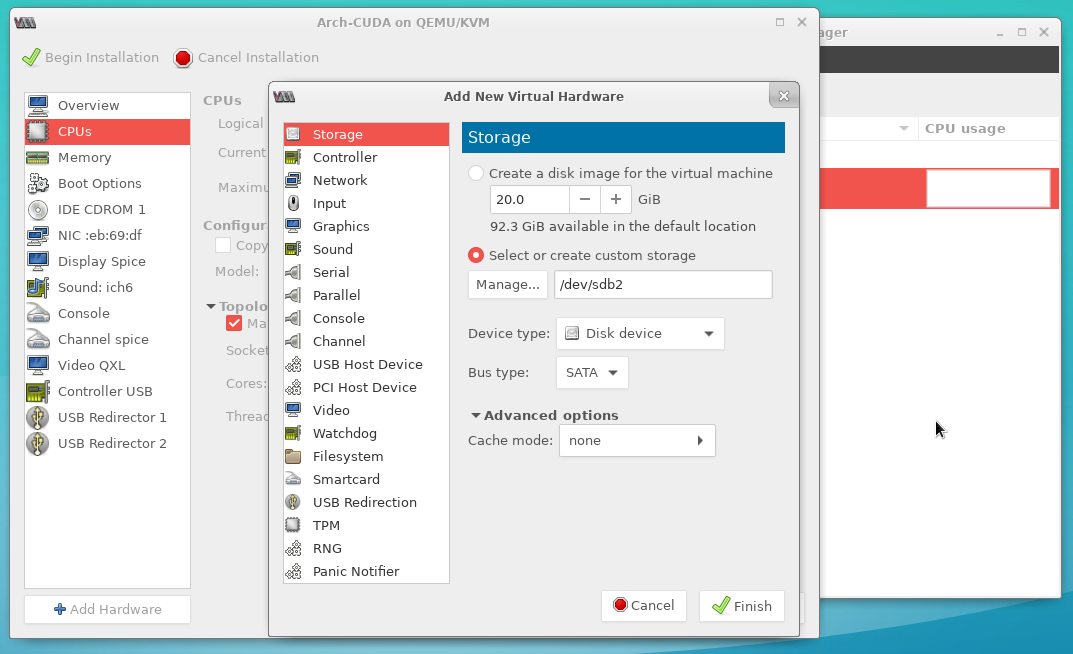 Arch-CUDA on QEMU/KVM
ager
Begin Installation
Cancel Installation
Overview
CPUs
Memory
Boot Options
IDE CDROM 1
NIC :eb:69:df
Display Spice
Sound: ich6
Console
Channel spice
Video QXL
Controller USB
USB Redirector 1
USB Redirector 2
Add Hardware
CPUs
Logical
Current
Maximu
Configur
Copy
Model:
Topolo
Ma
Socket
Cores:
Threac
CPU usage
Add New Virtual Hardware
Storage
Controller
Network
Input
Graphics
Sound
Serial
Parallel
Console
Channel
USB Host Device
PCI Host Device
Video
Watchdog
Filesystem
Smartcard
USB Redirection
TPM
RNG
Panic Notifier
Storage
Create a disk image for the virtual machine
20.0 − + GiB
92.3 GiB available in the default location
Select or create custom storage
Manage... /dev/sdb2
Device type: Disk device
Bus type: SATA
Advanced options
Cache mode: none
Cancel
Finish